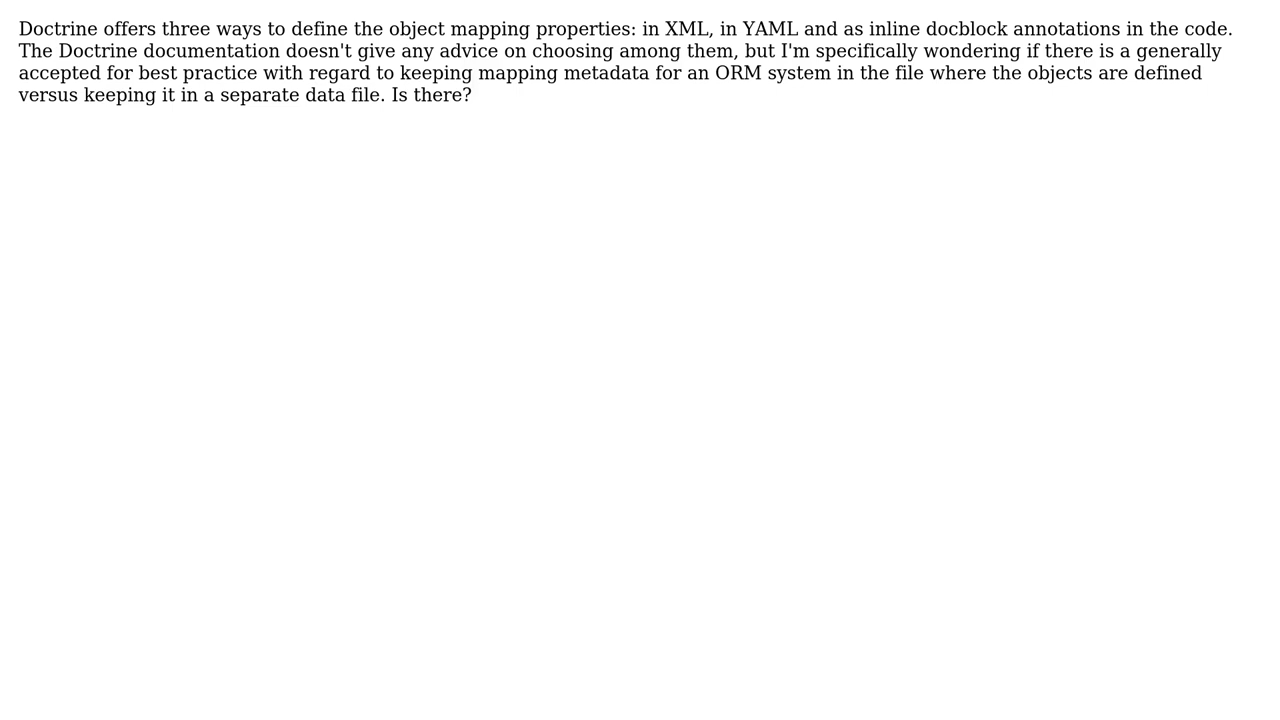 Doctrine offers three ways to define the object mapping properties: in XML, in YAML and as inline docblock annotations in the code.
The Doctrine documentation doesn't give any advice on choosing among them, but I'm specifically wondering if there is a generally
accepted for best practice with regard to keeping mapping metadata for an ORM system in the file where the objects are defined
versus keeping it in a separate data file. Is there?